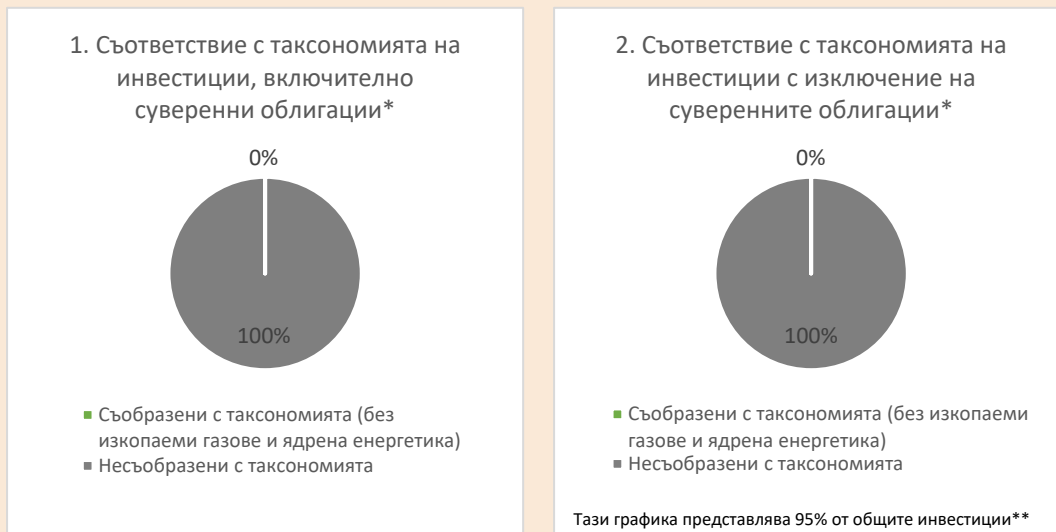 1. Съответствие с таксономията на
инвестиции, включително
суверенни облигации*
0%
100%
Съобразени с таксономията (без
изкопаеми газове и ядрена енергетика)
Несъобразени с таксономията
2. Съответствие с таксономията на
инвестиции с изключение на
суверенните облигации*
0%
100%
Съобразени с таксономията (без изкопаеми
газове и ядрена енергетика)
Несъобразени с таксономията
Тази графика представлява 95% от общите инвестиции**